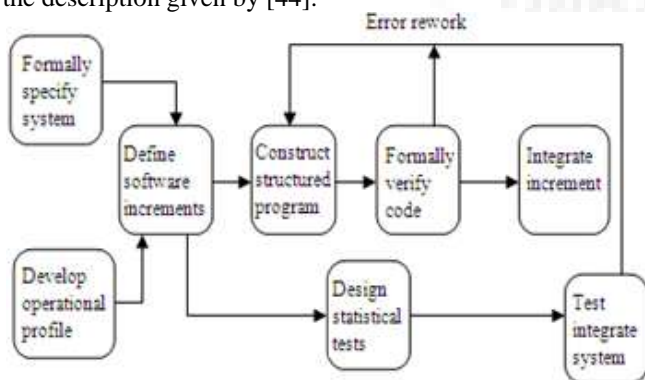 the description given by [44].
Error rework
Formally
specify
system
Define
software
increments
Construct
structured
program
Formally
verify
code
Integrate
increment
Develop
operational
profile
Design
statistical
tests
Test
integrate
system